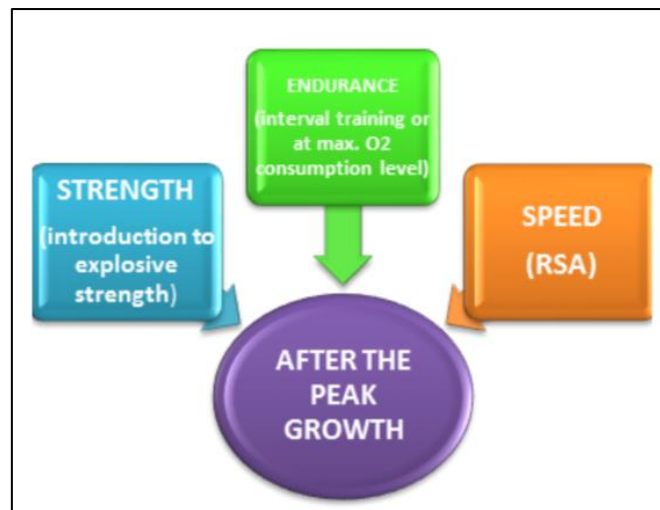 ENDURANCE
(interval training or
at max. O2
consumption level)
STRENGTH
(introduction to
explosive
strength)
SPEED
(RSA)
AFTER THE
PEAK
GROWTH